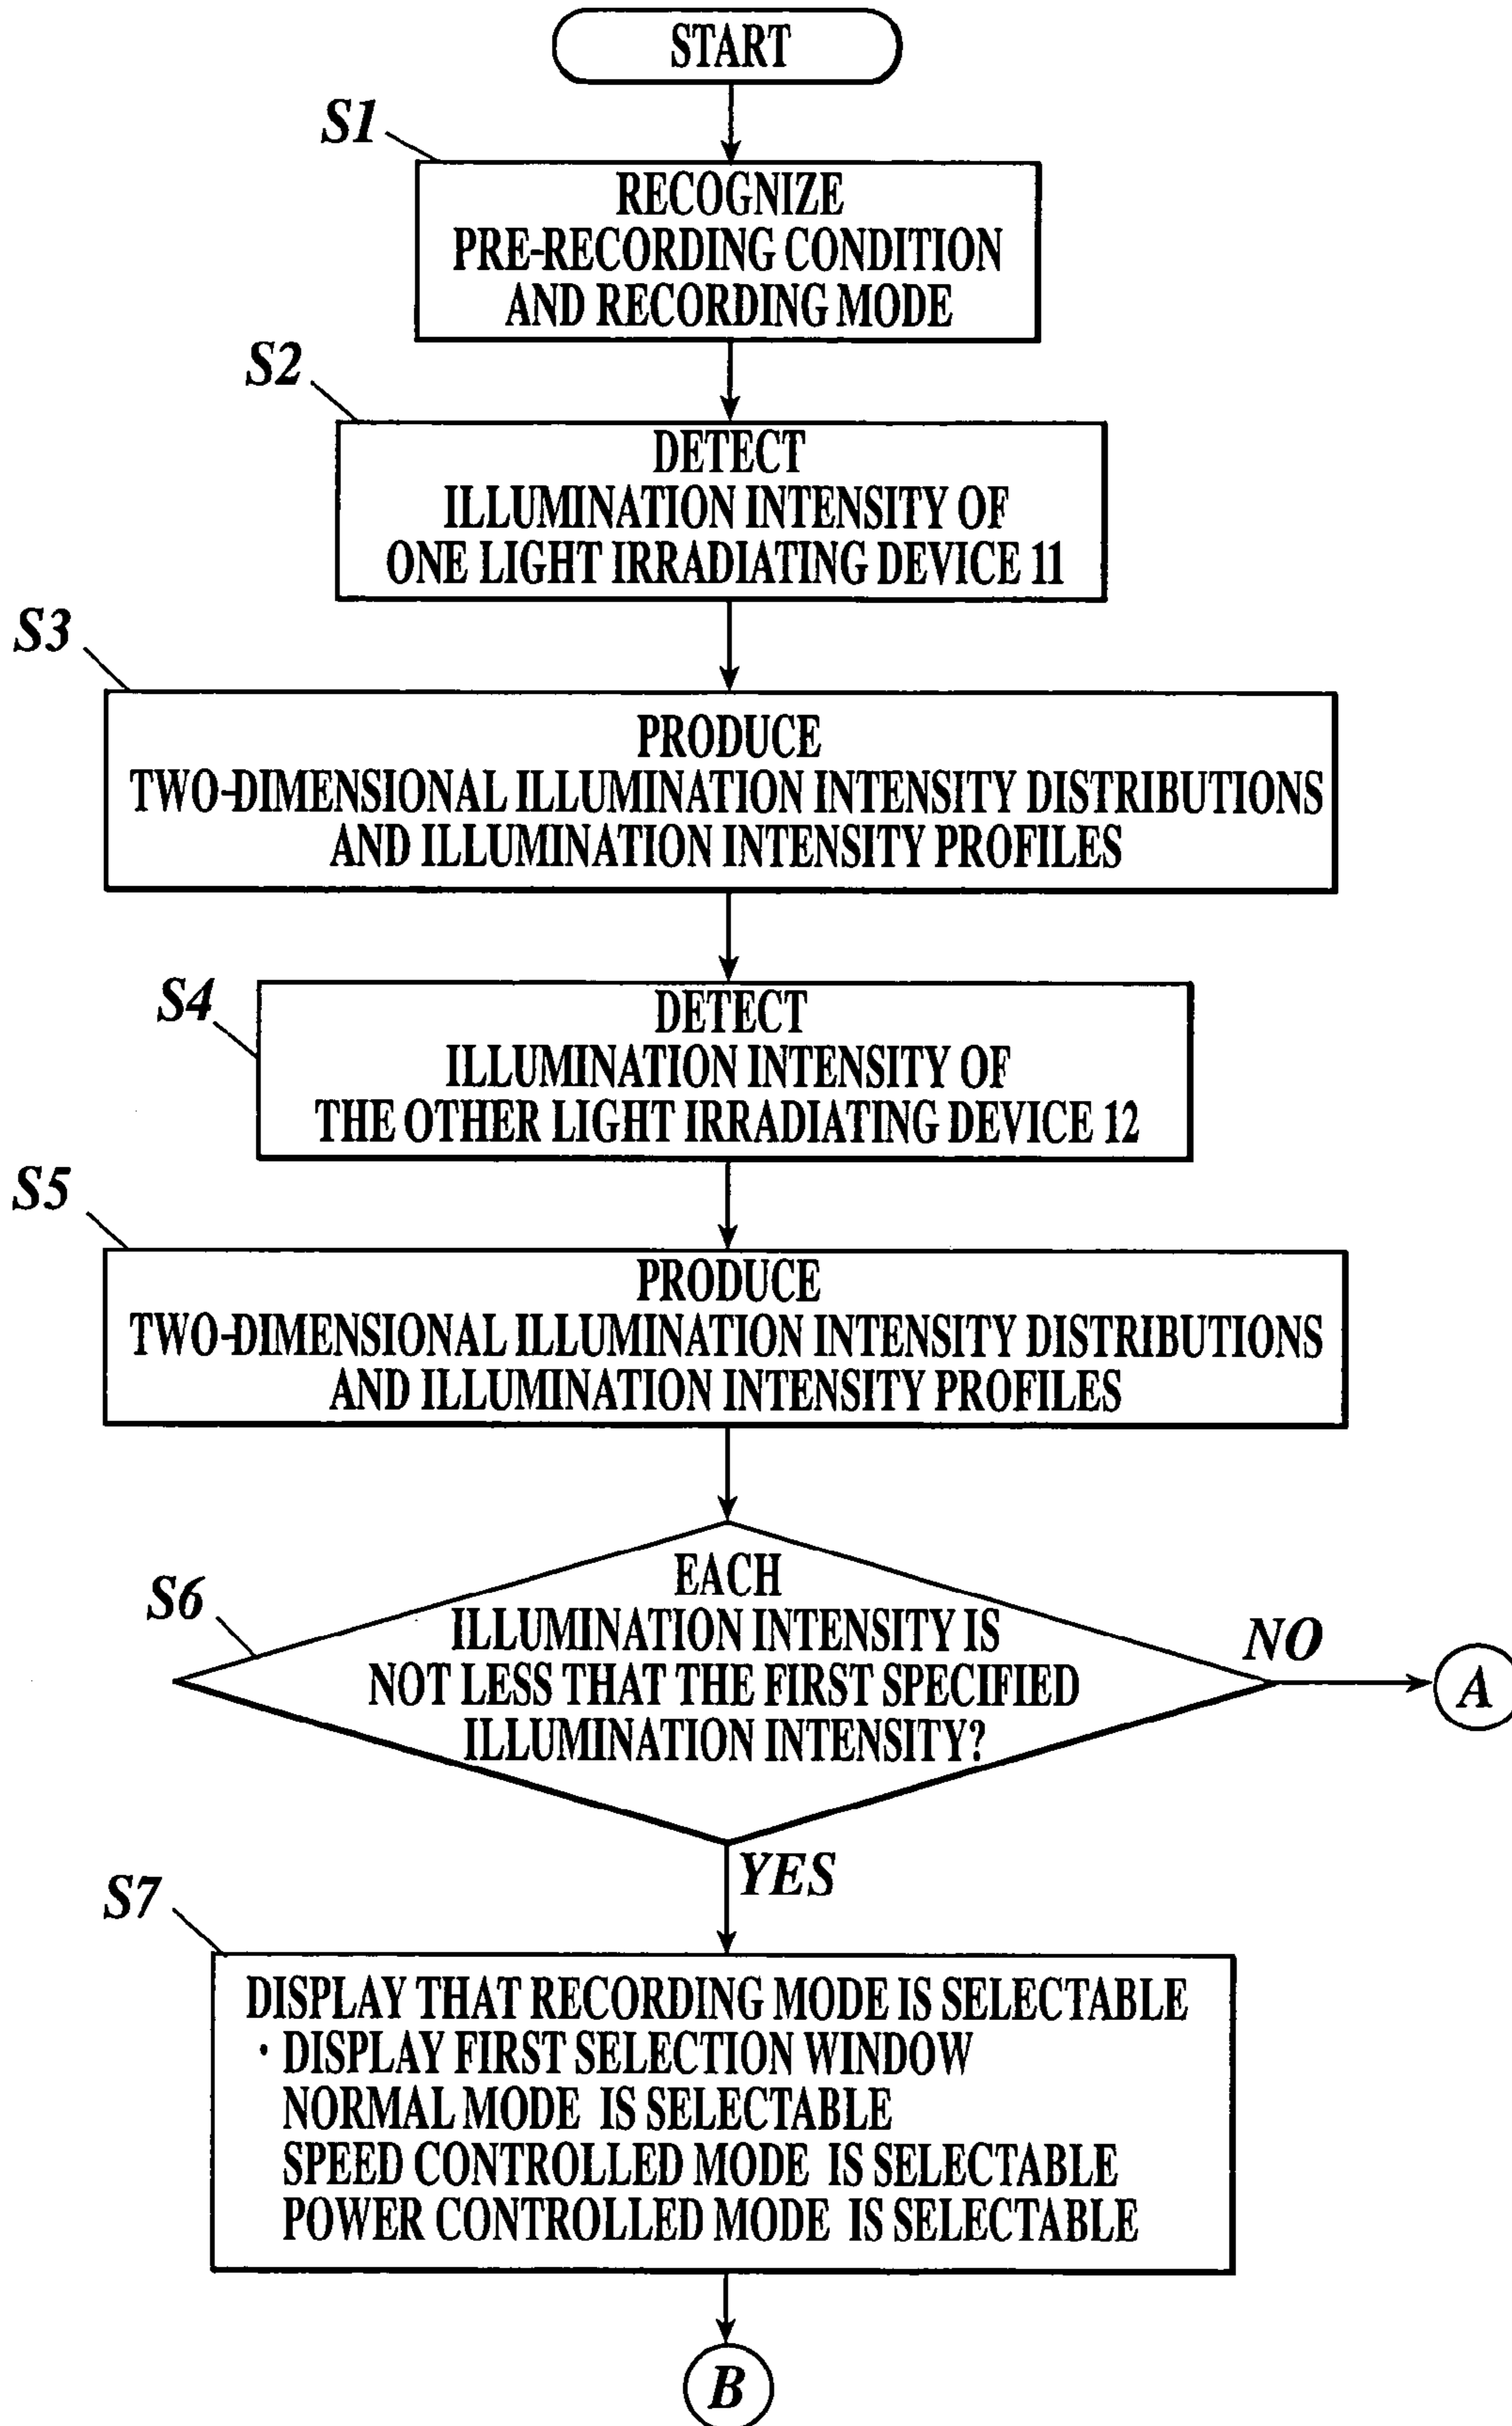 START
S1
RECOGNIZE
PRE-RECORDING CONDITION
AND RECORDING MODE
S2
DETECT
ILLUMINATION INTENSITY OF
ONE LIGHT IRRADIATING DEVICE 11
S3
PRODUCE
TWO-DIMENSIONAL ILLUMINATION INTENSITY DISTRIBUTIONS
AND ILLUMINATION INTENSITY PROFILES
S4
DETECT
ILLUMINATION INTENSITY OF
THE OTHER LIGHT IRRADIATING DEVICE 12
S5
PRODUCE
TWO-DIMENSIONAL ILLUMINATION INTENSITY DISTRIBUTIONS
AND ILLUMINATION INTENSITY PROFILES
S6
EACH
ILLUMINATION INTENSITY IS
NOT LESS THAT THE FIRST SPECIFIED
ILLUMINATION INTENSITY?
NO
A
YES
S7
DISPLAY THAT RECORDING MODE IS SELECTABLE
· DISPLAY FIRST SELECTION WINDOW
NORMAL MODE IS SELECTABLE
SPEED CONTROLLED MODE IS SELECTABLE
POWER CONTROLLED MODE IS SELECTABLE
B